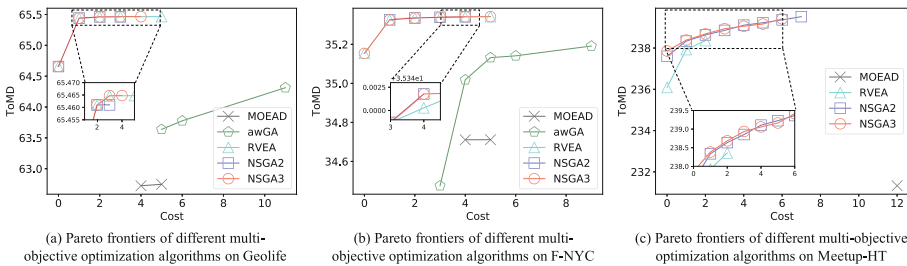 65.5
65.0
64.5
64.0
63.5
63.0
ToMD
65.470
65.465
65.460
65.455
2
4
MOEAD
awGA
RVEA
NSGA2
NSGA3
0
2
4
6
8
10
Cost
(a) Pareto frontiers of different multi-
objective optimization algorithms on Geolife
35.2
35.0
34.8
34.6
ToMD
+3.534e1
0.0025
0.0000
3
4
MOEAD
awGA
RVEA
NSGA2
NSGA3
0
2
4
6
8
Cost
(b) Pareto frontiers of different multi-
objective optimization algorithms on F-NYC
238
236
234
232
ToMD
MOEAD
RVEA
NSGA2
NSGA3
239.5
239.0
238.5
238.0
0
2
4
6
0
2
4
6
8
10
12
Cost
(c) Pareto frontiers of different multi-objective
optimization algorithms on Meetup-HT